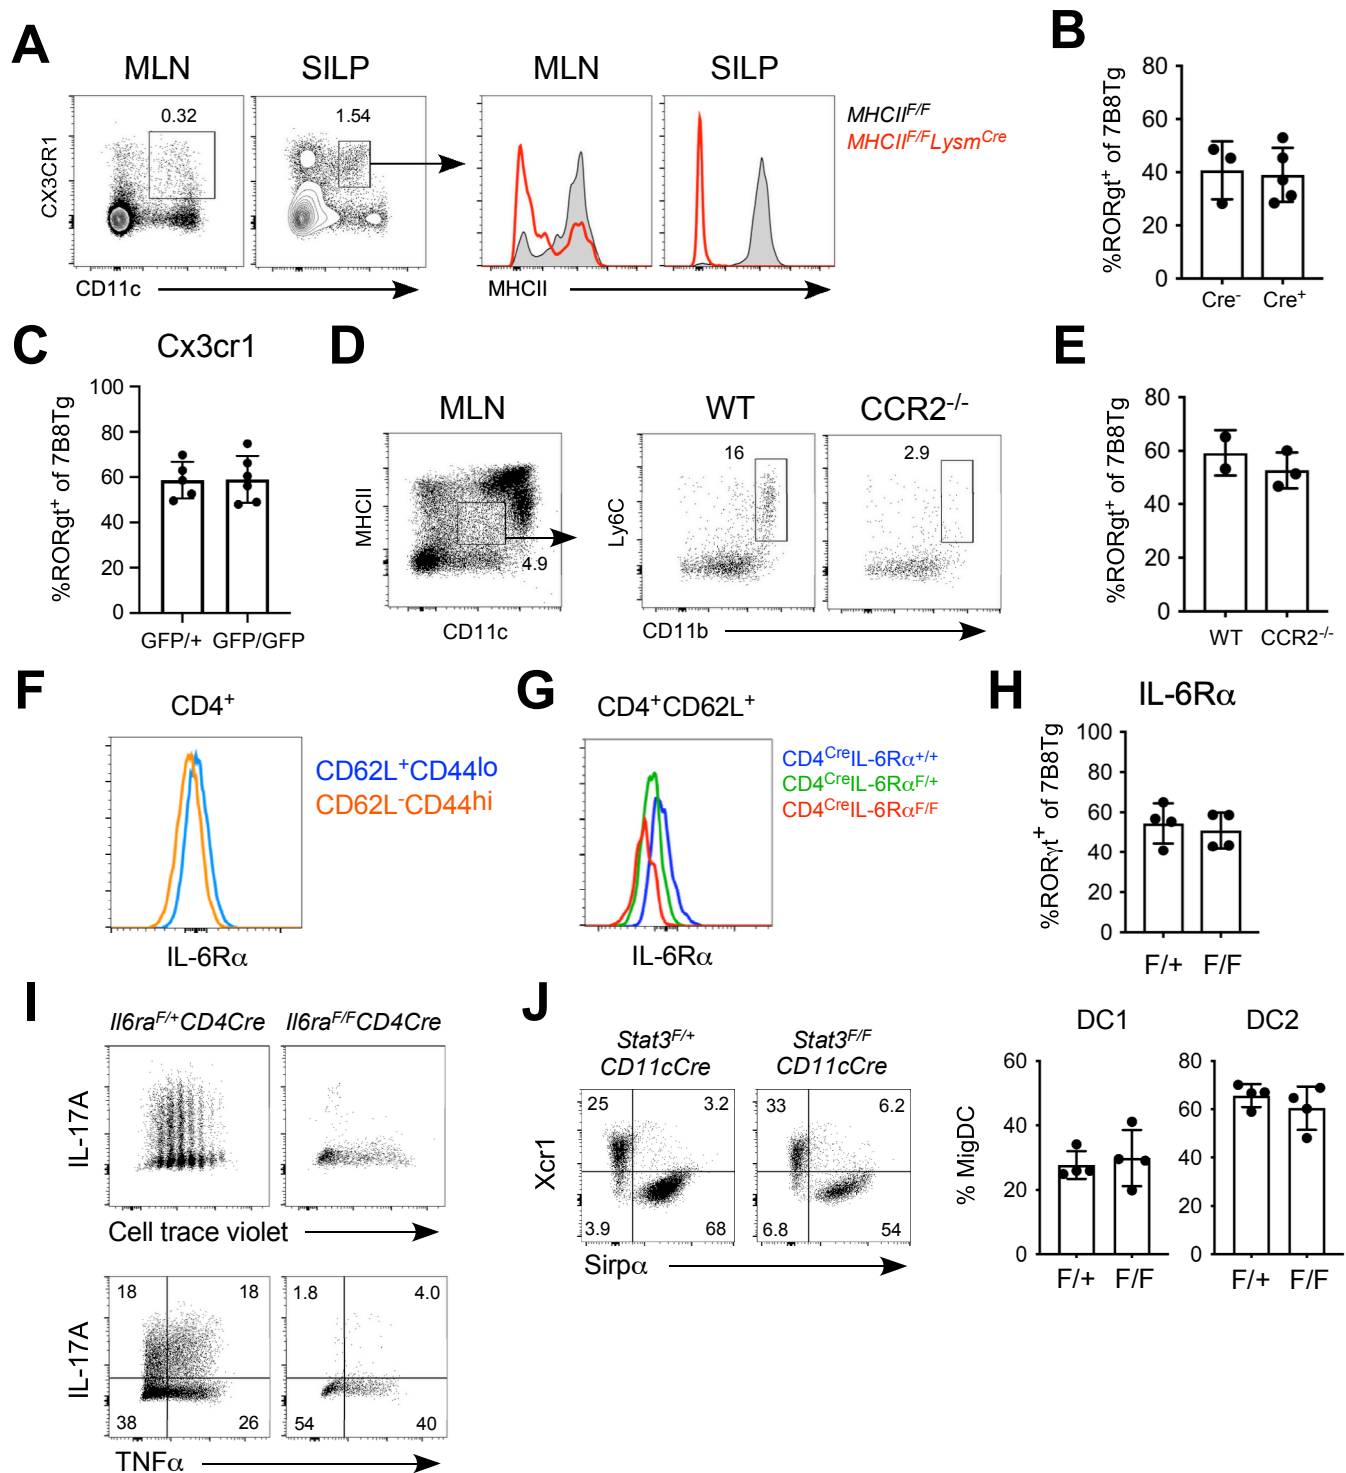 A
MLN
SILP
MLN
SILP
0.32
1.54
CX3CR1
CD11c
MHCII
MHCII^F/F
MHCII^F/F Lysm^Cre
B
%RORgt⁺ of 7B8Tg
80
60
40
20
0
Cre⁻
Cre⁺
C
Cx3cr1
%RORgt⁺ of 7B8Tg
100
80
60
40
20
0
GFP/+
GFP/GFP
D
MLN
WT
CCR2⁻/⁻
MHCII
4.9
CD11c
Ly6C
16
2.9
CD11b
E
%RORgt⁺ of 7B8Tg
80
60
40
20
0
WT
CCR2⁻/⁻
F
CD4⁺
CD62L⁺CD44lo
CD62L⁻CD44hi
IL-6Rα
G
CD4⁺CD62L⁺
CD4^Cre IL-6Rα^+/+
CD4^Cre IL-6Rα^F/+
CD4^Cre IL-6Rα^F/F
IL-6Rα
H
IL-6Rα
%RORγt⁺ of 7B8Tg
100
80
60
40
20
0
F/+
F/F
I
Il6ra^F/+ CD4Cre
Il6ra^F/F CD4Cre
IL-17A
Cell trace violet
IL-17A
18
18
38
26
1.8
4.0
54
40
TNFα
J
Stat3^F/+
CD11cCre
Stat3^F/F
CD11cCre
Xcr1
25
3.2
3.9
68
33
6.2
6.8
54
Sirpα
DC1
% MigDC
60
40
20
0
F/+
F/F
DC2
80
60
40
20
0
F/+
F/F